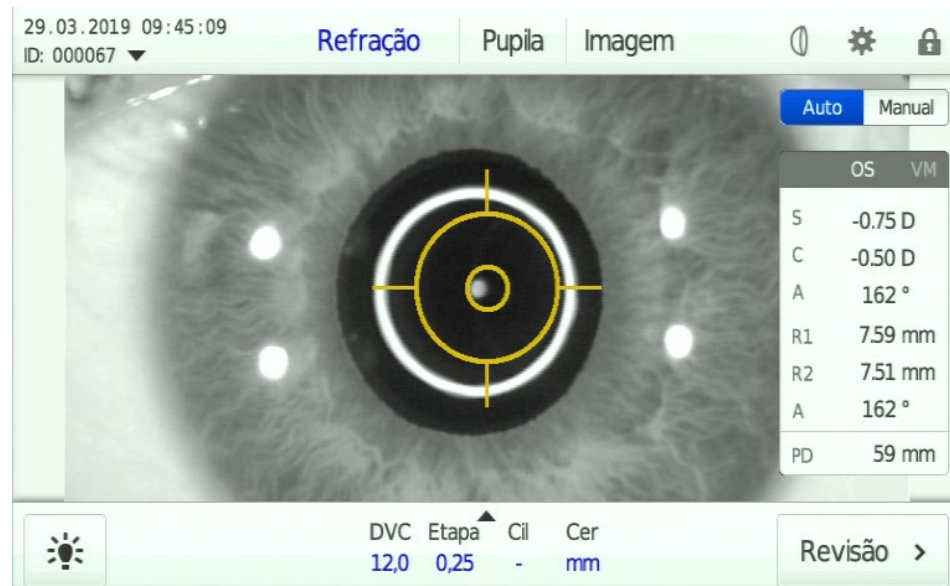 29.03.2019 09:45:09
ID: 000067
Refração Pupila Imagem
Auto Manual
OS VM
S -0.75 D
C -0.50 D
A 162 °
R1 7.59 mm
R2 7.51 mm
A 162 °
PD 59 mm
DVC Etapa Cil Cer
12,0 0,25 - mm
Revisão >